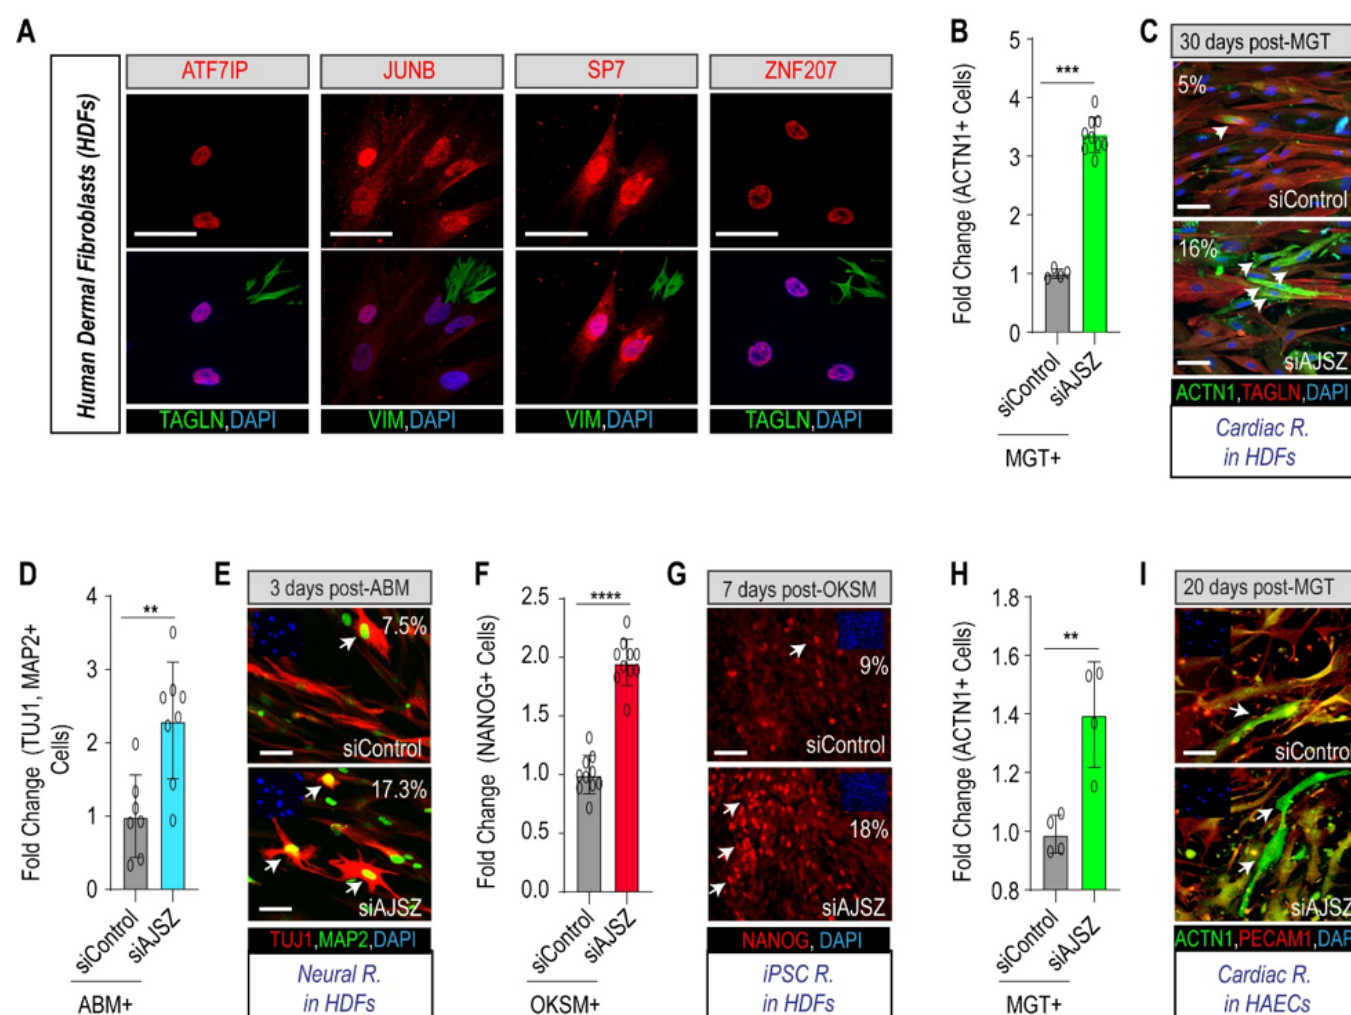 A
Human Dermal Fibroblasts (HDFs)
ATF7IP
JUNB
SP7
ZNF207
TAGLN,DAPI
VIM,DAPI
VIM,DAPI
TAGLN,DAPI
B
Fold Change (ACTN1+ Cells)
5
4
3
2
1
0
***
siControl
siAJSZ
MGT+
C
30 days post-MGT
5%
siControl
16%
siAJSZ
ACTN1,TAGLN,DAPI
Cardiac R.
in HDFs
D
Fold Change (TUJ1, MAP2+
Cells)
4
3
2
1
0
**
siControl
siAJSZ
ABM+
E
3 days post-ABM
7.5%
siControl
17.3%
siAJSZ
TUJ1,MAP2,DAPI
Neural R.
in HDFs
F
Fold Change (NANOG+ Cells)
2.5
2.0
1.5
1.0
0.5
0.0
****
siControl
siAJSZ
OKSM+
G
7 days post-OKSM
9%
siControl
18%
siAJSZ
NANOG, DAPI
iPSC R.
in HDFs
H
Fold Change (ACTN1+ Cells)
1.8
1.6
1.4
1.2
1.0
0.8
**
siControl
siAJSZ
MGT+
I
20 days post-MGT
siControl
siAJSZ
ACTN1,PECAM1,DAP
Cardiac R.
in HAECs